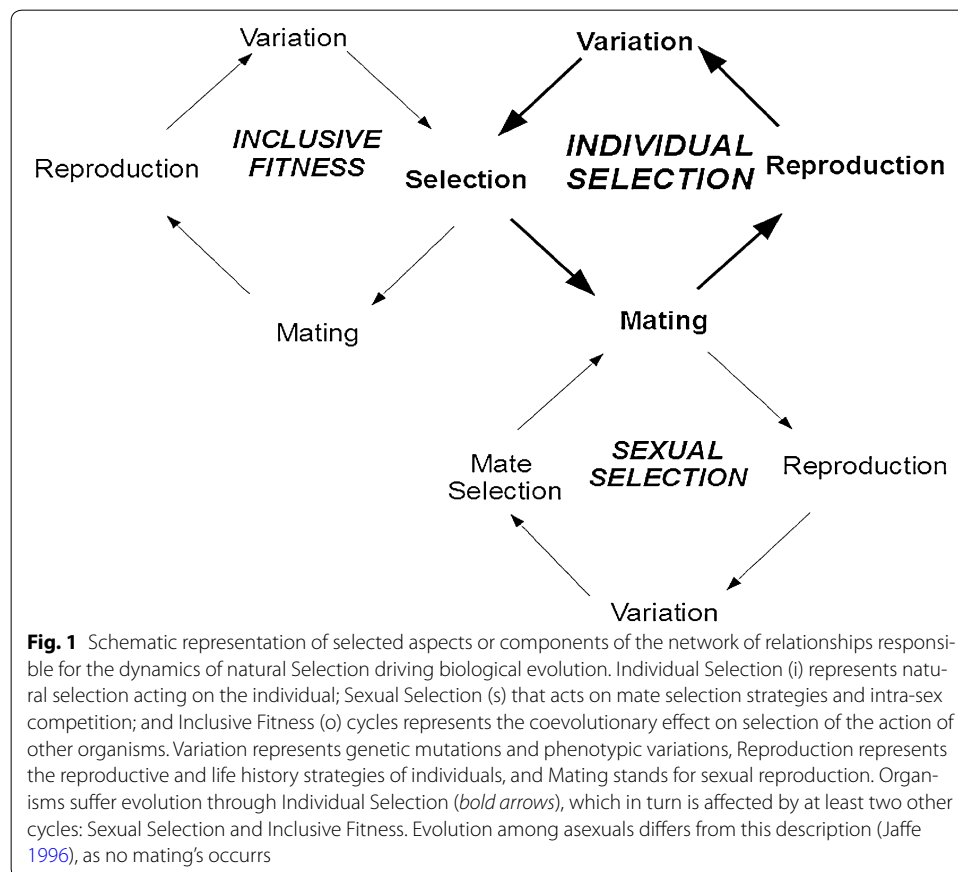 Variation
Variation
INCLUSIVE
FITNESS
INDIVIDUAL
SELECTION
Reproduction
Selection
Reproduction
Mating
Mating
Mate
Selection
SEXUAL
SELECTION
Reproduction
Variation
Fig. 1 Schematic representation of selected aspects or components of the network of relationships responsi-
ble for the dynamics of natural Selection driving biological evolution. Individual Selection (i) represents natu-
ral selection acting on the individual; Sexual Selection (s) that acts on mate selection strategies and intra-sex
competition; and Inclusive Fitness (o) cycles represents the coevolutionary effect on selection of the action of
other organisms. Variation represents genetic mutations and phenotypic variations, Reproduction represents
the reproductive and life history strategies of individuals, and Mating stands for sexual reproduction. Organ-
isms suffer evolution through Individual Selection (bold arrows), which in turn is affected by at least two other
cycles: Sexual Selection and Inclusive Fitness. Evolution among asexuals differs from this description (Jaffe
1996), as no mating's occurrs